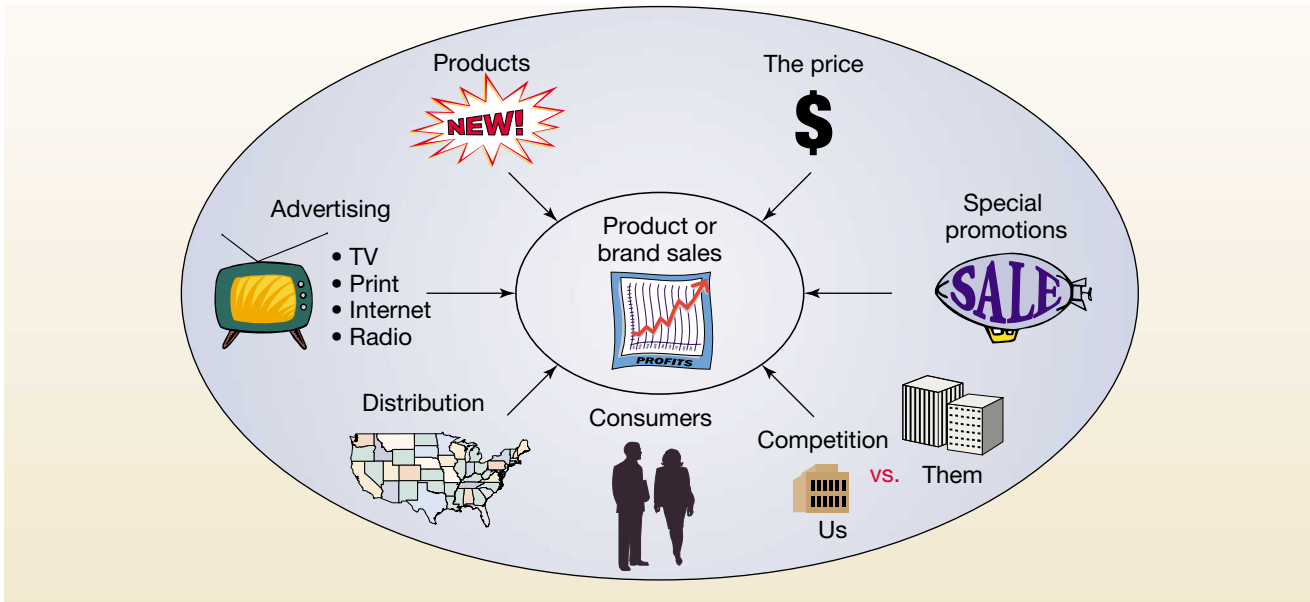 Products
NEW!
The price
$
Advertising
• TV
• Print
• Internet
• Radio
Product or
brand sales
PROFITS
Special
promotions
SALE
Distribution
Consumers
Competition
vs.
Them
Us